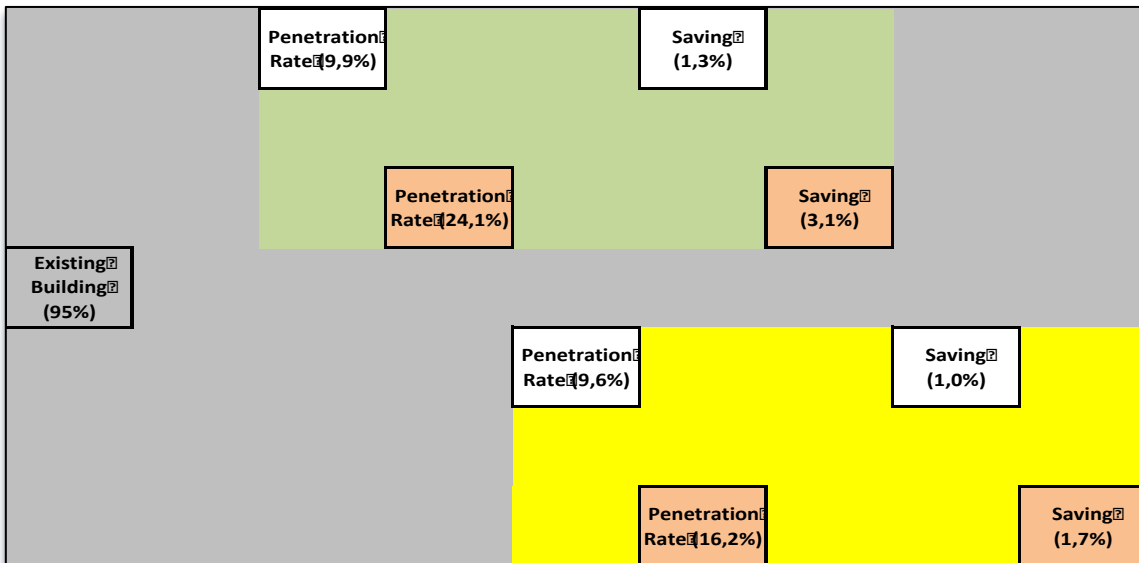 Penetration
Rate (9,9%)
Saving
(1,3%)
Penetration
Rate (24,1%)
Saving
(3,1%)
Existing
Building
(95%)
Penetration
Rate (9,6%)
Saving
(1,0%)
Penetration
Rate (16,2%)
Saving
(1,7%)